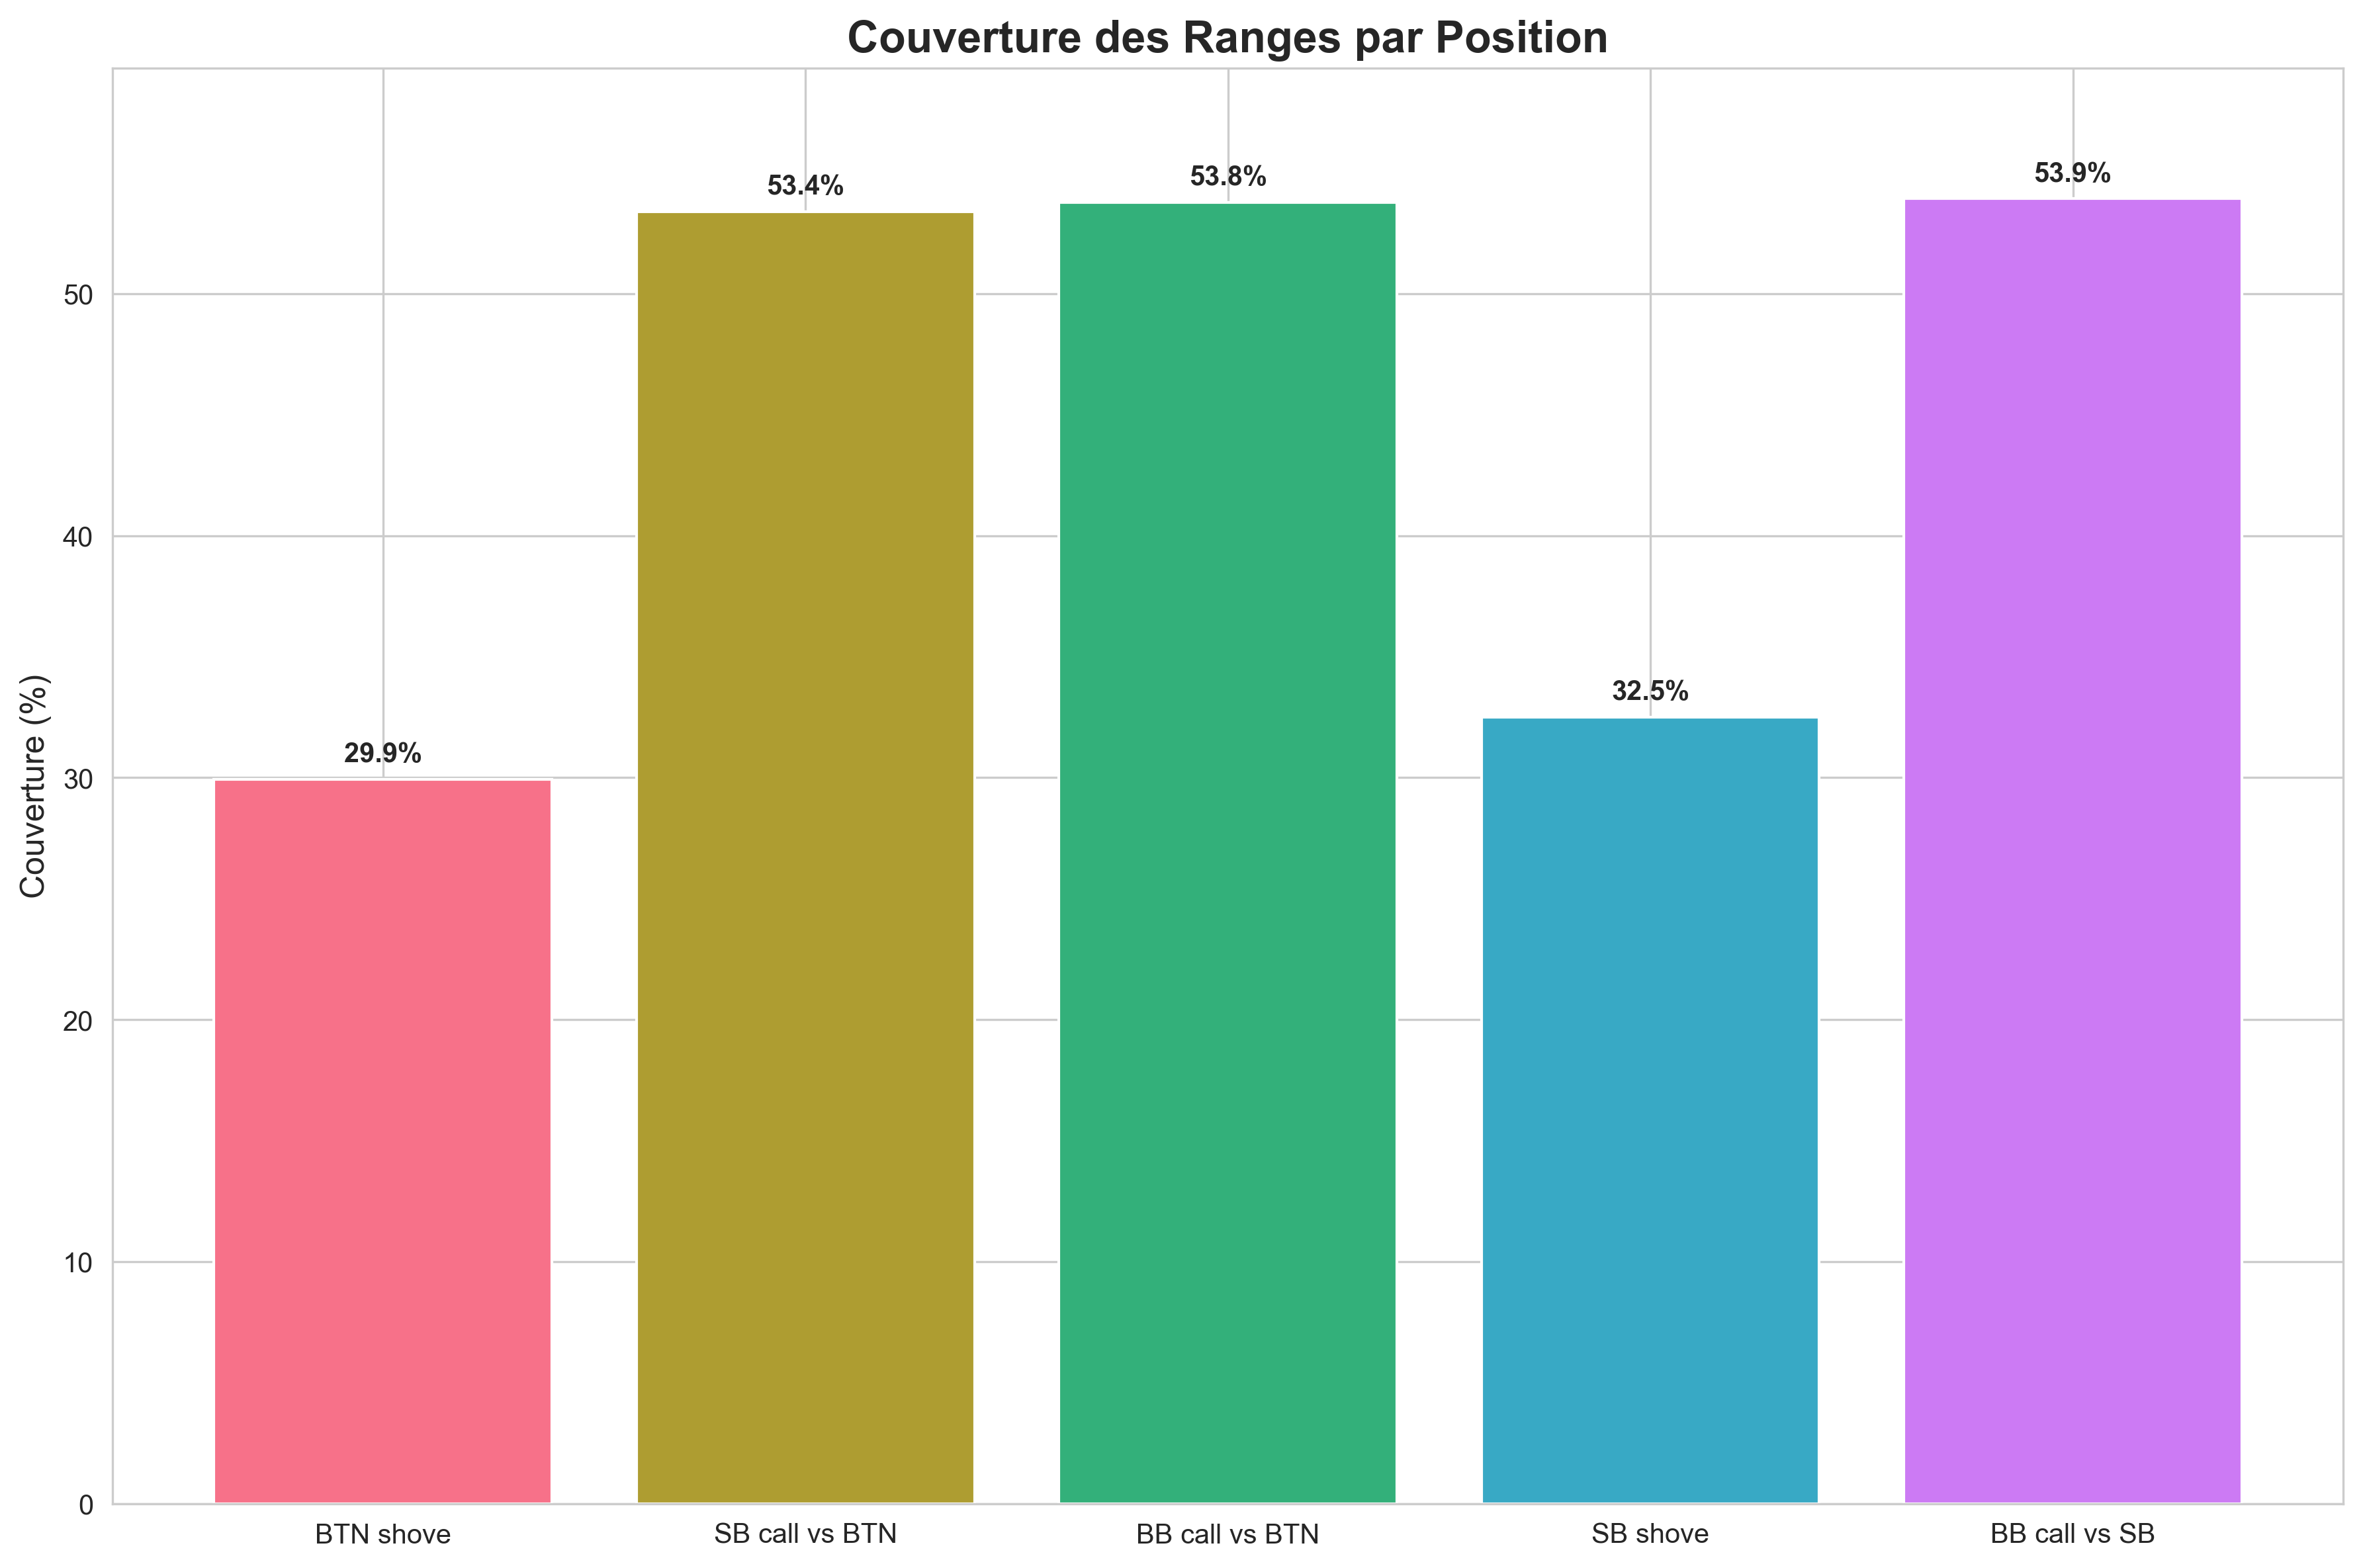 Couverture des Ranges par Position
Couverture (%)
50
40
30
20
10
0
29.9%
53.4%
53.8%
32.5%
53.9%
BTN shove
SB call vs BTN
BB call vs BTN
SB shove
BB call vs SB